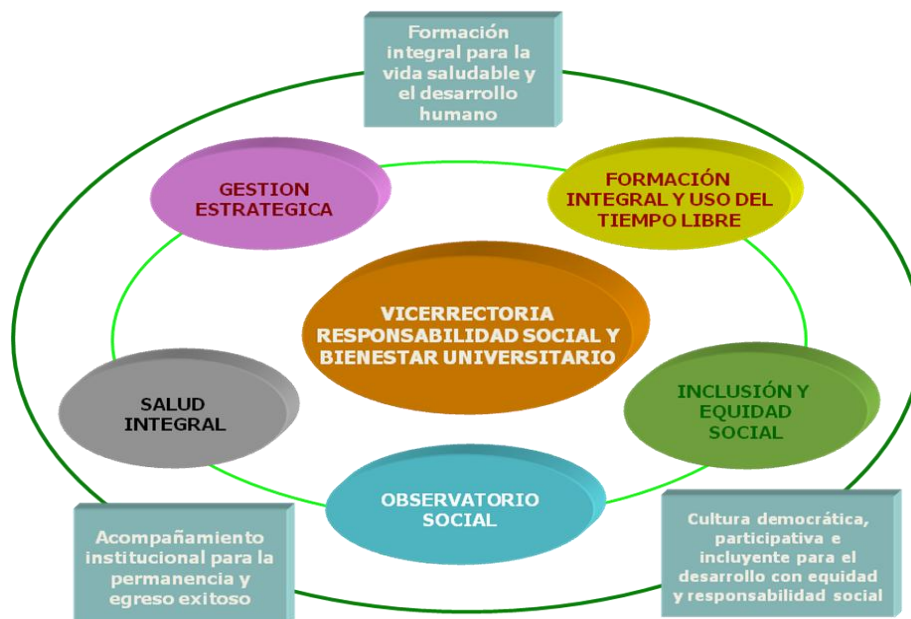 Formación
integral para la
vida saludable y
el desarrollo
humano
GESTION
ESTRATEGICA
FORMACIÓN
INTEGRAL Y USO DEL
TIEMPO LIBRE
VICERRECTORIA
RESPONSABILIDAD SOCIAL Y
BIENESTAR UNIVERSITARIO
SALUD
INTEGRAL
INCLUSIÓN Y
EQUIDAD
SOCIAL
OBSERVATORIO
SOCIAL
Acompañamiento
institucional para la
permanencia y
egreso exitoso
Cultura democrática,
participativa e
incluyente para el
desarrollo con equidad
y responsabilidad social